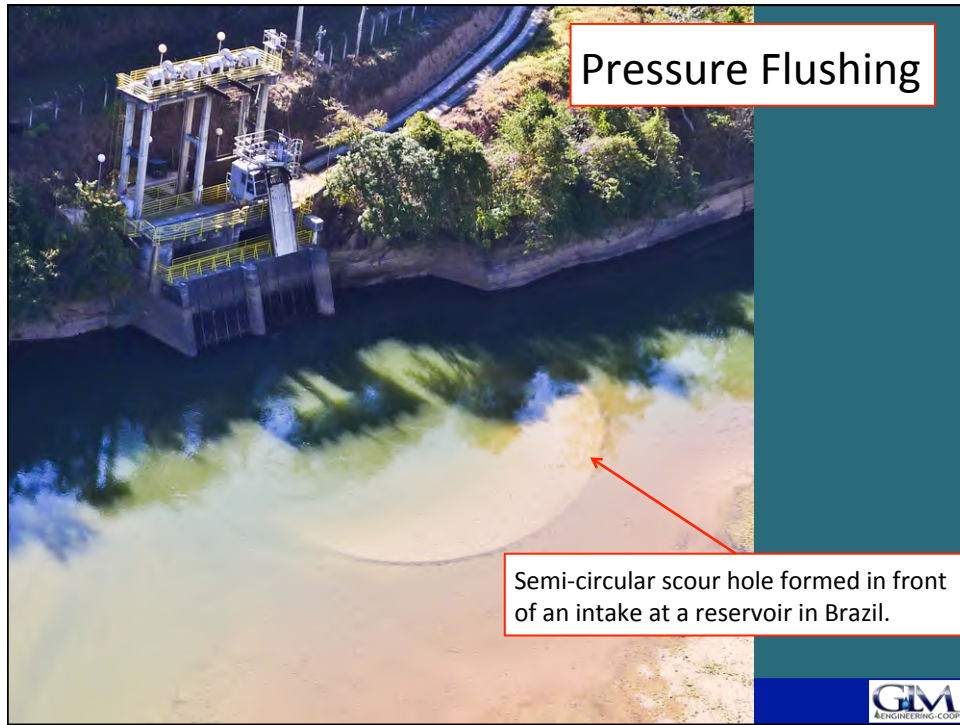 Pressure Flushing
Semi-circular scour hole formed in front
of an intake at a reservoir in Brazil.
GLM
ENGINEERING-COOP